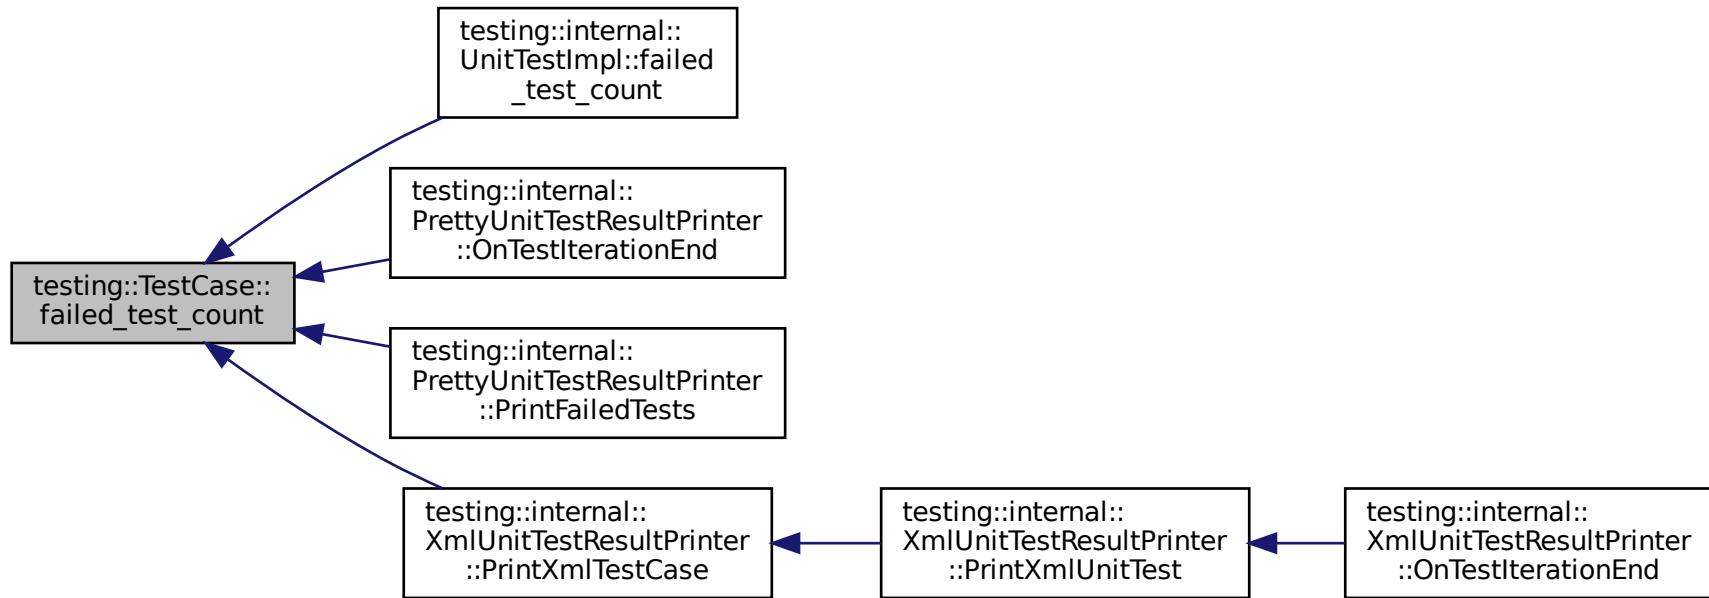 testing::internal::
UnitTestImpl::failed
_test_count
testing::internal::
PrettyUnitTestResultPrinter
::OnTestIterationEnd
testing::TestCase::
failed_test_count
testing::internal::
PrettyUnitTestResultPrinter
::PrintFailedTests
testing::internal::
XmlUnitTestResultPrinter
::PrintXmlTestCase
testing::internal::
XmlUnitTestResultPrinter
::PrintXmlUnitTest
testing::internal::
XmlUnitTestResultPrinter
::OnTestIterationEnd